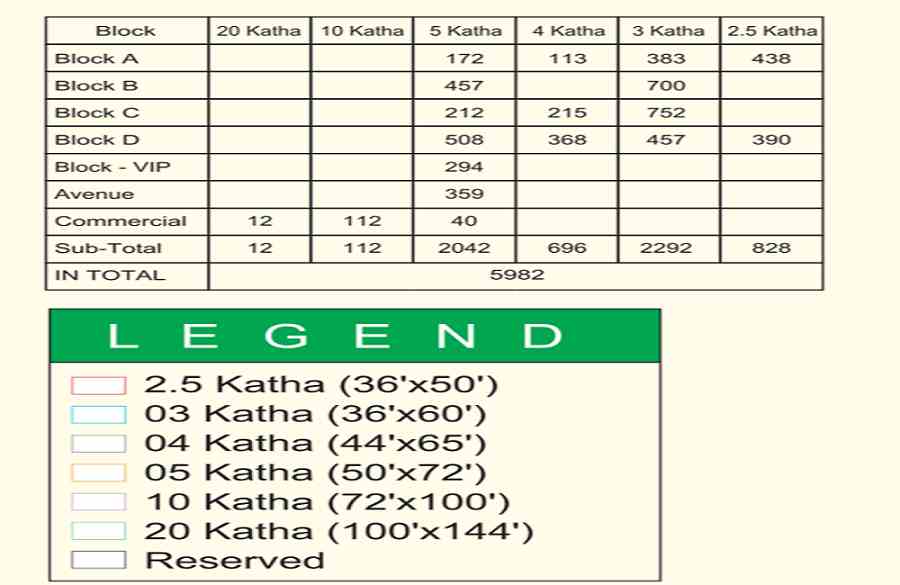 Block 20 Katha 10 Katha 5 Katha 4 Katha 3 Katha 2.5 Katha
Block A 172 113 383 438
Block B 457 700
Block C 212 215 752
Block D 508 368 457 390
Block - VIP 294
Avenue 359
Commercial 12 112 40
Sub-Total 12 112 2042 696 2292 828
IN TOTAL 5982
LEGEND
2.5 Katha (36'x50')
03 Katha (36'x60')
04 Katha (44'x65')
05 Katha (50'x72')
10 Katha (72'x100')
20 Katha (100'x144')
Reserved